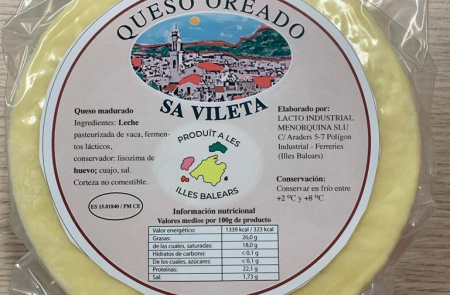 QUESO OREADO
SA VILETA
Queso madurado
Ingredientes: Leche
pasteurizada de vaca, fermen-
tos lácticos,
conservador: lisozima de
huevo; cuajo, sal.
Corteza no comestible.
ES 15.01840 / PM CE
PRODUÏT A LES
ILLES BALEARS
Elaborado por:
LACTO INDUSTRIAL
MENORQUINA SLU
C/ Araders 5-7 Polígon
Industrial - Ferreries
(Illes Balears)
Conservación:
Conservar en frío entre
+2 ºC y +8 ºC
Información nutricional
Valores medios por 100g de producto
Valor energético: 1339 kcal / 323 kcal
Grasas: 26,0 g
de las cuales, saturadas: 18,0 g
Hidratos de carbono: < 0,1 g
De los cuales, azúcares: < 0,1 g
Proteínas: 22,1 g
Sal: 1,73 g